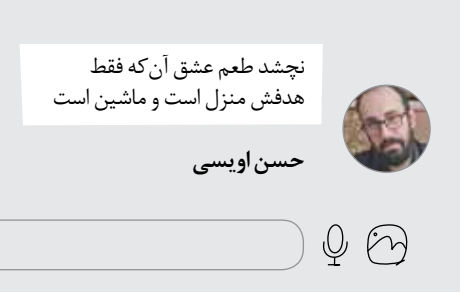 نچشد طعم عشق آن‌که فقط
هدفش منزل است و ماشین است
حسن اویسی